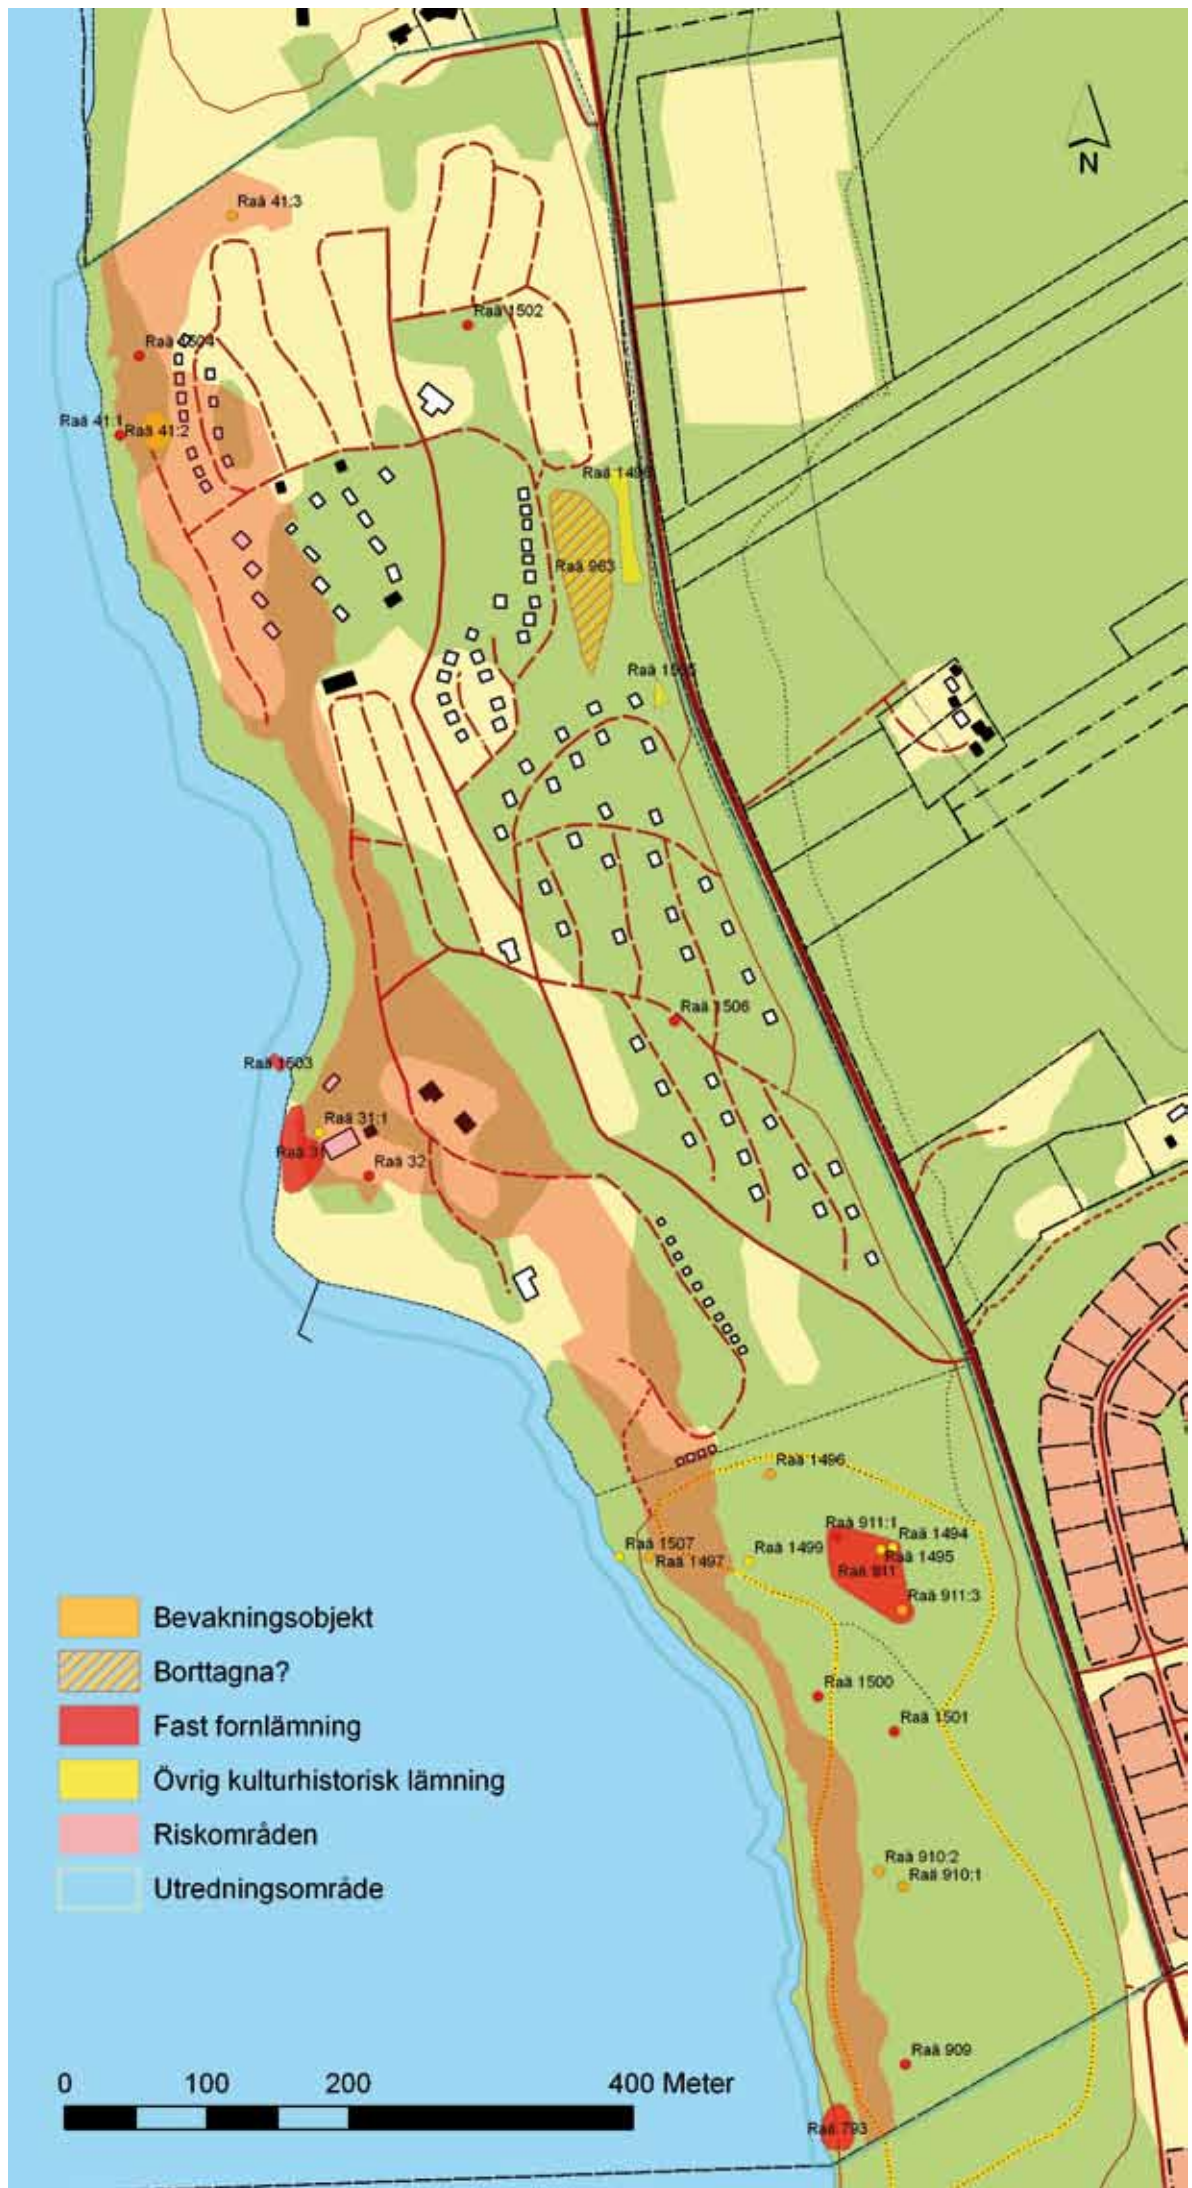 N
Raä 41:3
Raä 1502
Raä 1504
Raä 41:1
Raä 41:2
Raä 963
Raä 1506
Raä 1503
Raä 31:1
Raä 31
Raä 32
Raä 1496
Raä 911:1
Raä 1494
Raä 1507
Raä 1499
Raä 1495
Raä 1497
Raä 911
Raä 911:3
Bevakningsobjekt
Borttagna?
Fast fornlämning
Raä 1500
Raä 1501
Övrig kulturhistorisk lämning
Riskområden
Raä 910:2
Raä 910:1
Utredningsområde
Raä 909
0 100 200 400 Meter
Raä 793